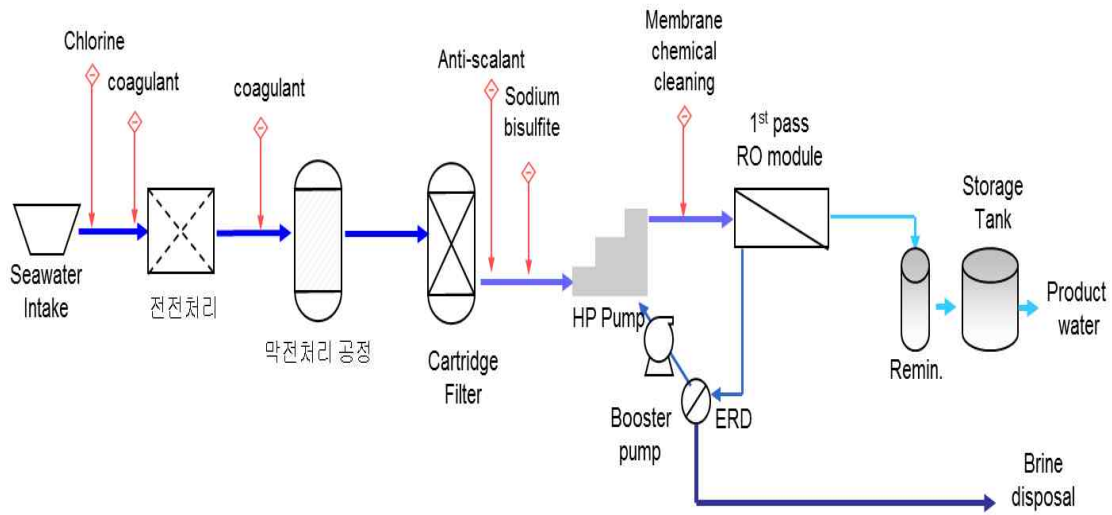 Chlorine
coagulant
coagulant
Anti-scalant
Sodium
bisulfite
Membrane
chemical
cleaning
1st pass
RO module
Storage
Tank
Seawater
Intake
전전처리
막전처리 공정
Cartridge
Filter
HP Pump
Booster
pump
ERD
Remin.
Product
water
Brine
disposal